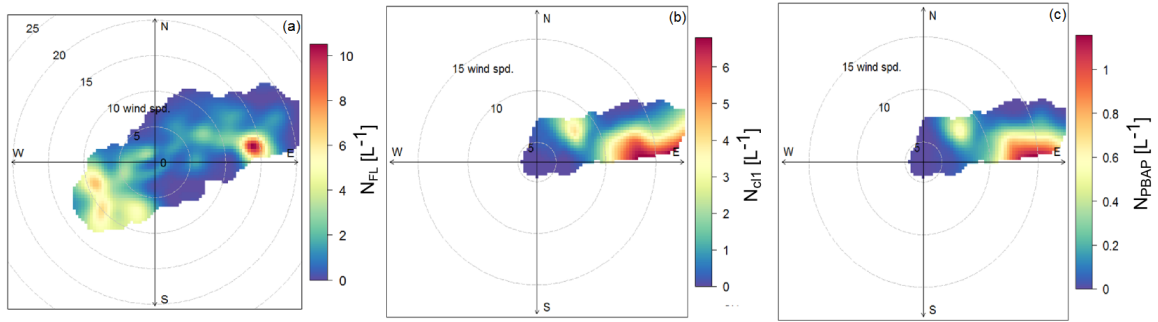 (a)
N
25
20
15
10 wind spd.
5
0
W
E
S
10
8
6
4
2
0
N_FL [L⁻¹]
(b)
N
15 wind spd.
10
5
W
E
S
6
5
4
3
2
1
0
N_cl1 [L⁻¹]
(c)
N
15 wind spd.
10
5
W
E
S
1
0.8
0.6
0.4
0.2
0
N_PBAP [L⁻¹]